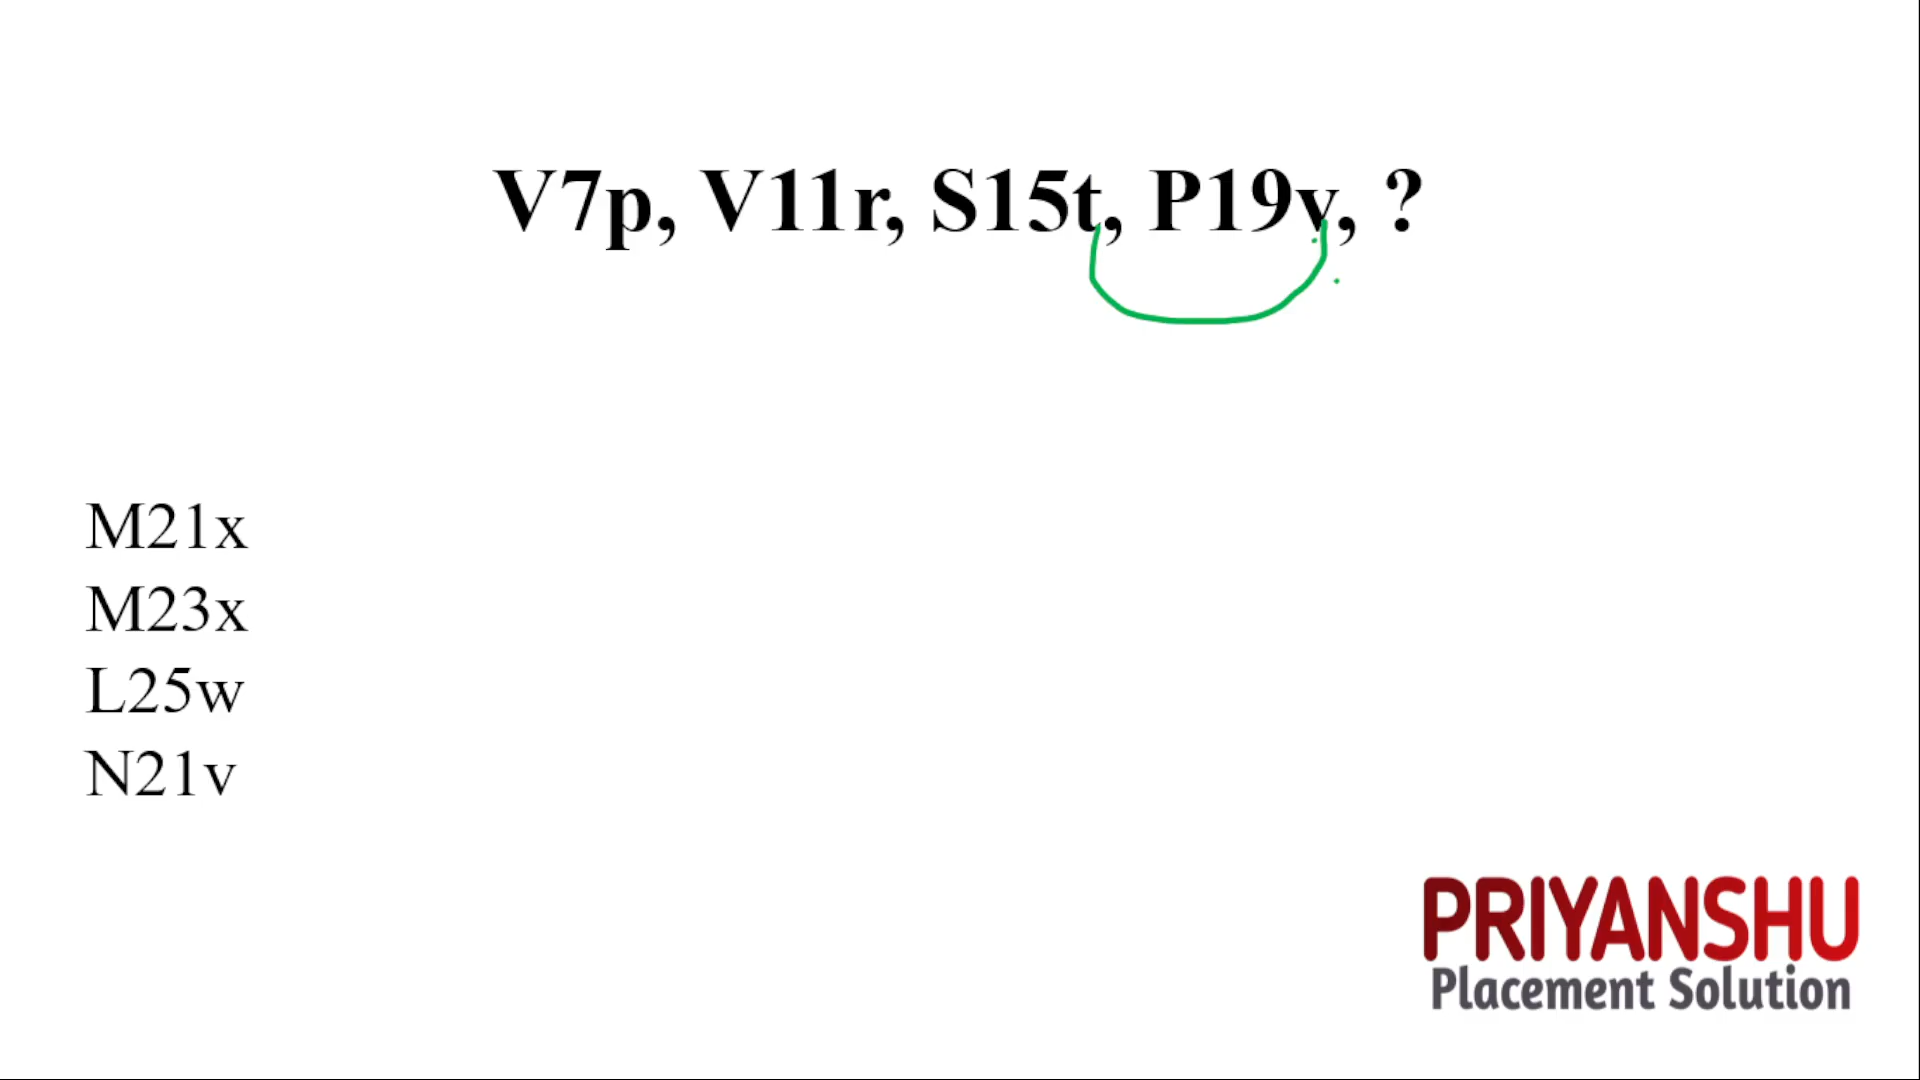 V7p, V11r, S15t, P19v, ?
M21x
M23x
L25w
N21v
PRIYANSHU
Placement Solution